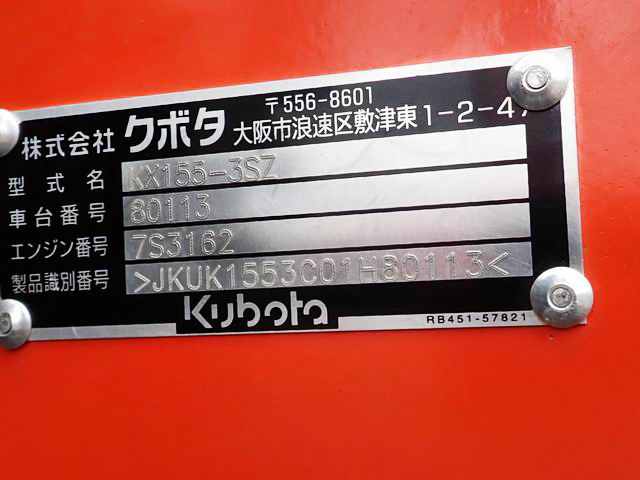 〒556-8601
株式会社 クボタ 大阪市浪速区敷津東1-2-47
型式名 KX155-3SZ
車台番号 80113
エンジン番号 7S3162
製品識別番号 >JKUK1553C01H80113<
Kubota
RB451-57821